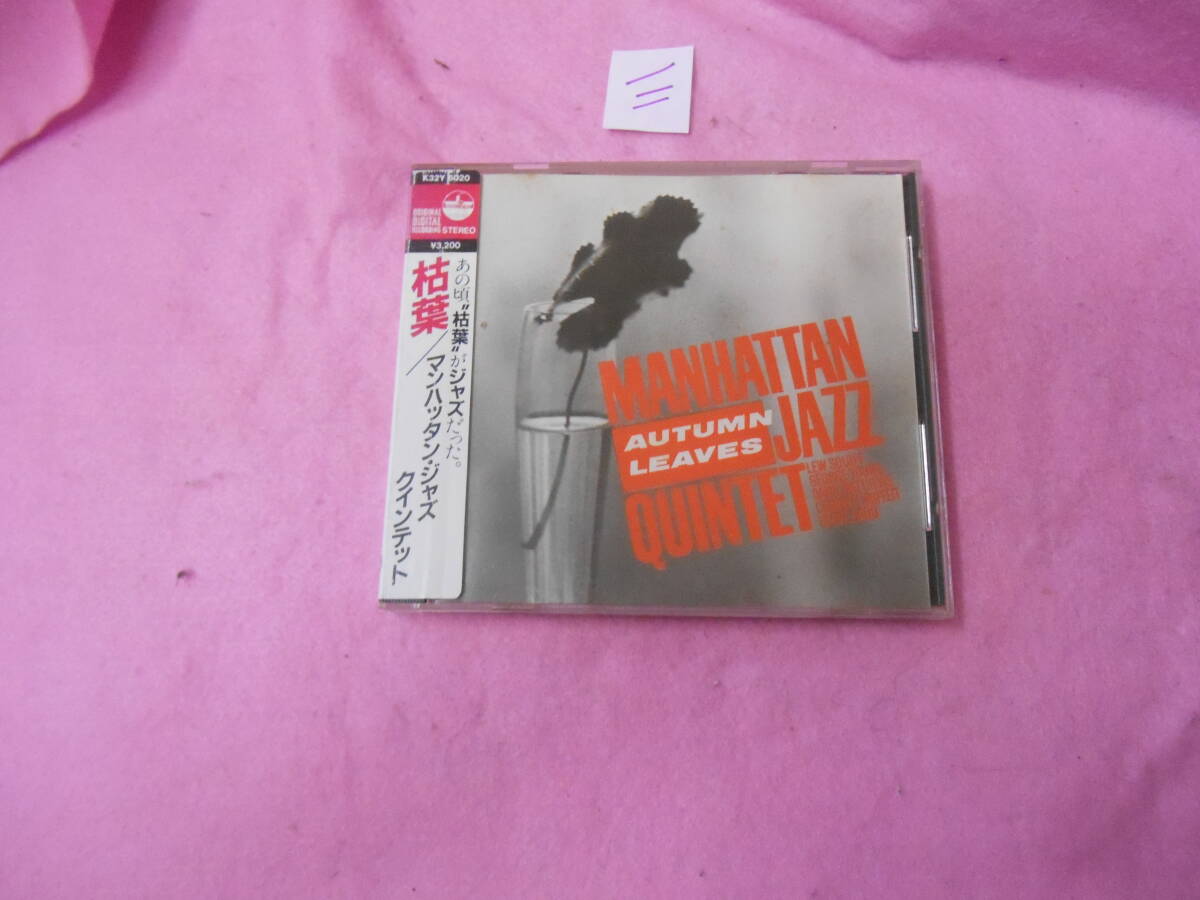 三
K32Y 6020
ORIGINAL
DIGITAL
RECORDING
STEREO
¥3,200
あの頃、"枯葉"がジャズだった。
枯葉/マンハッタン・ジャズ
クインテット
MANHATTAN
AUTUMN
LEAVES
JAZZ
QUINTET